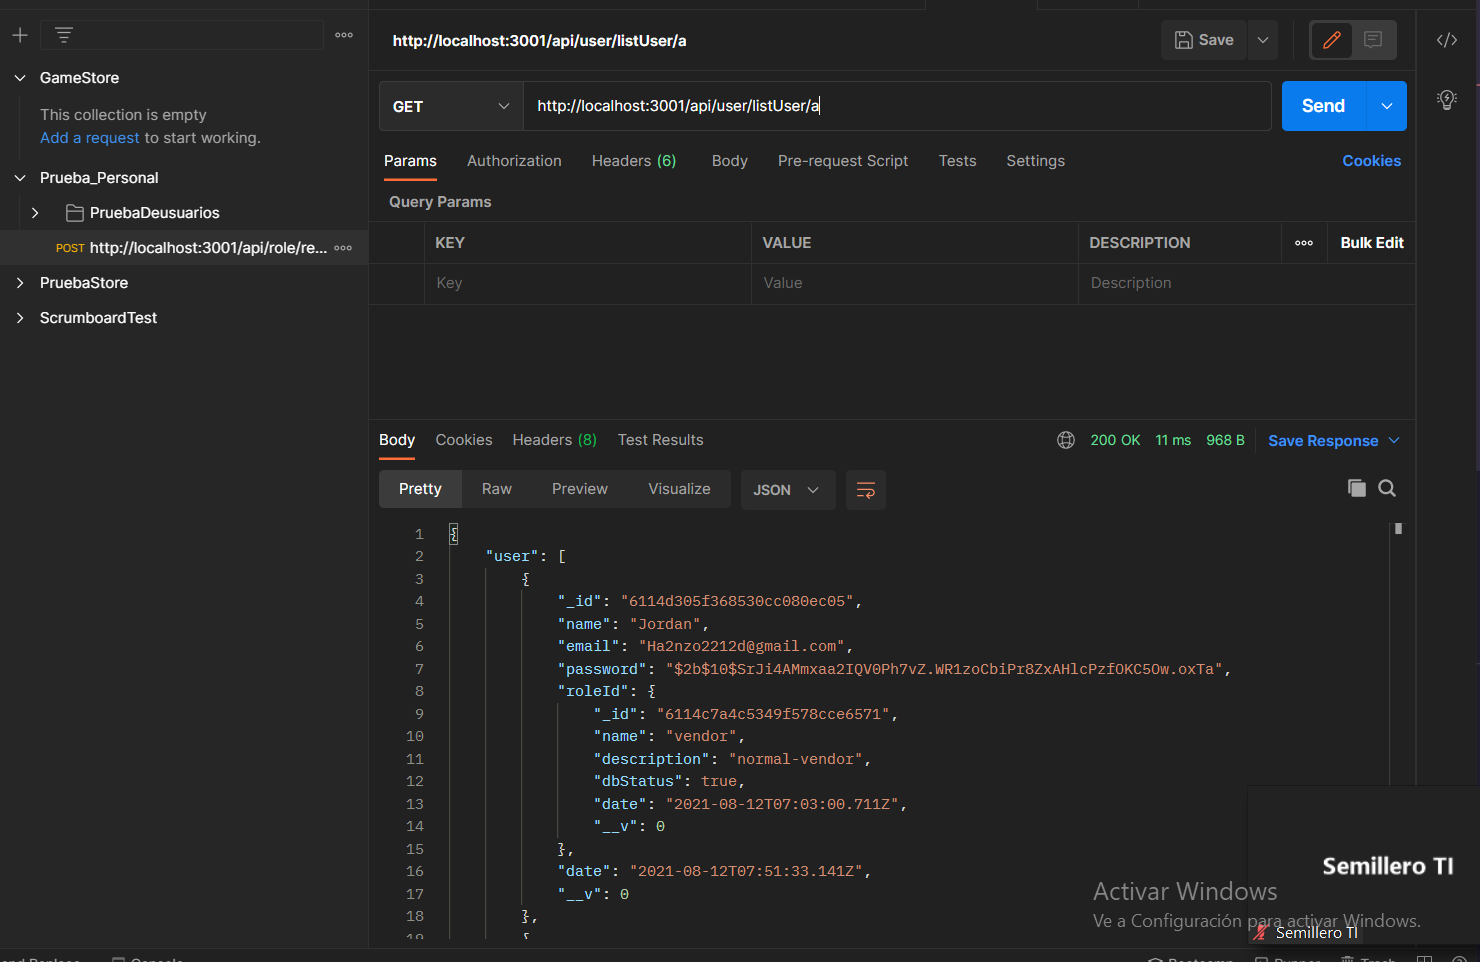 GameStore
This collection is empty
Add a request to start working.
Prueba_Personal
PruebaDeusuarios
POST http://localhost:3001/api/role/re...
PruebaStore
ScrumboardTest
http://localhost:3001/api/user/listUser/a
Save
GET http://localhost:3001/api/user/listUser/a Send
Params Authorization Headers (6) Body Pre-request Script Tests Settings Cookies
Query Params
KEY VALUE DESCRIPTION Bulk Edit
Key Value Description
Body Cookies Headers (8) Test Results 200 OK 11 ms 968 B Save Response
Pretty Raw Preview Visualize JSON
1 {
2 "user": [
3 {
4 "_id": "6114d305f368530cc080ec05",
5 "name": "Jordan",
6 "email": "Ha2nzo2212d@gmail.com",
7 "password": "$2b$10$SrJi4AMmxaa2IQV0Ph7vZ.WR1zoCbiPr8ZxAHlcPzfOKC5Ow.oxTa",
8 "roleId": {
9 "_id": "6114c7a4c5349f578cce6571",
10 "name": "vendor",
11 "description": "normal-vendor",
12 "dbStatus": true,
13 "date": "2021-08-12T07:03:00.711Z",
14 "__v": 0
15 },
16 "date": "2021-08-12T07:51:33.141Z",
17 "__v": 0
18 },
19 {
Semillero TI
Activar Windows
Ve a Configuración para activar Windows.
Semillero TI